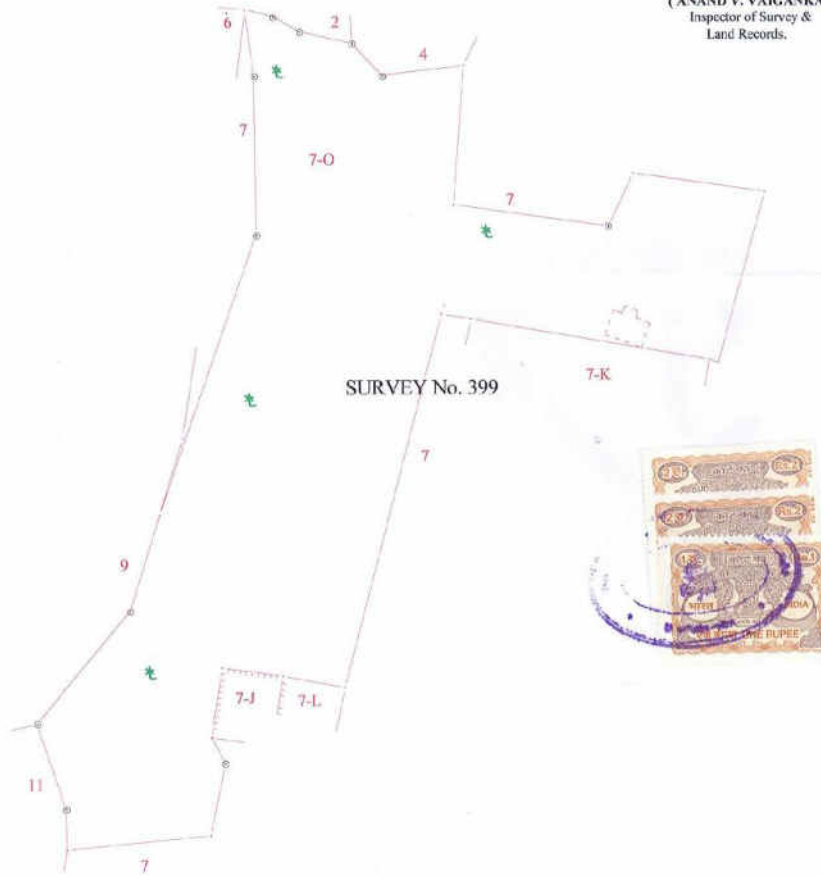 Inspector of Survey &
Land Records.
6
2
4
7
7-O
7
SURVEY No. 399
7-K
7
9
7-J
7-L
11
7
Rs.2
Rs.2
भारत
INDIA
ONE RUPEE